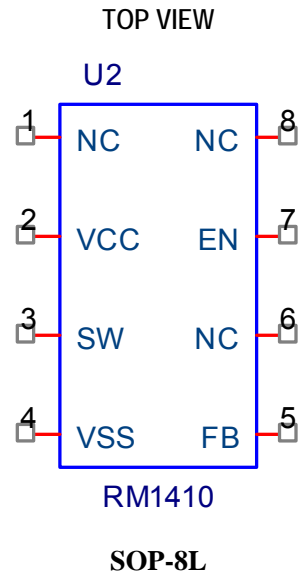 TOP VIEW
U2
1 NC NC 8
2 VCC EN 7
3 SW NC 6
4 VSS FB 5
RM1410
SOP-8L